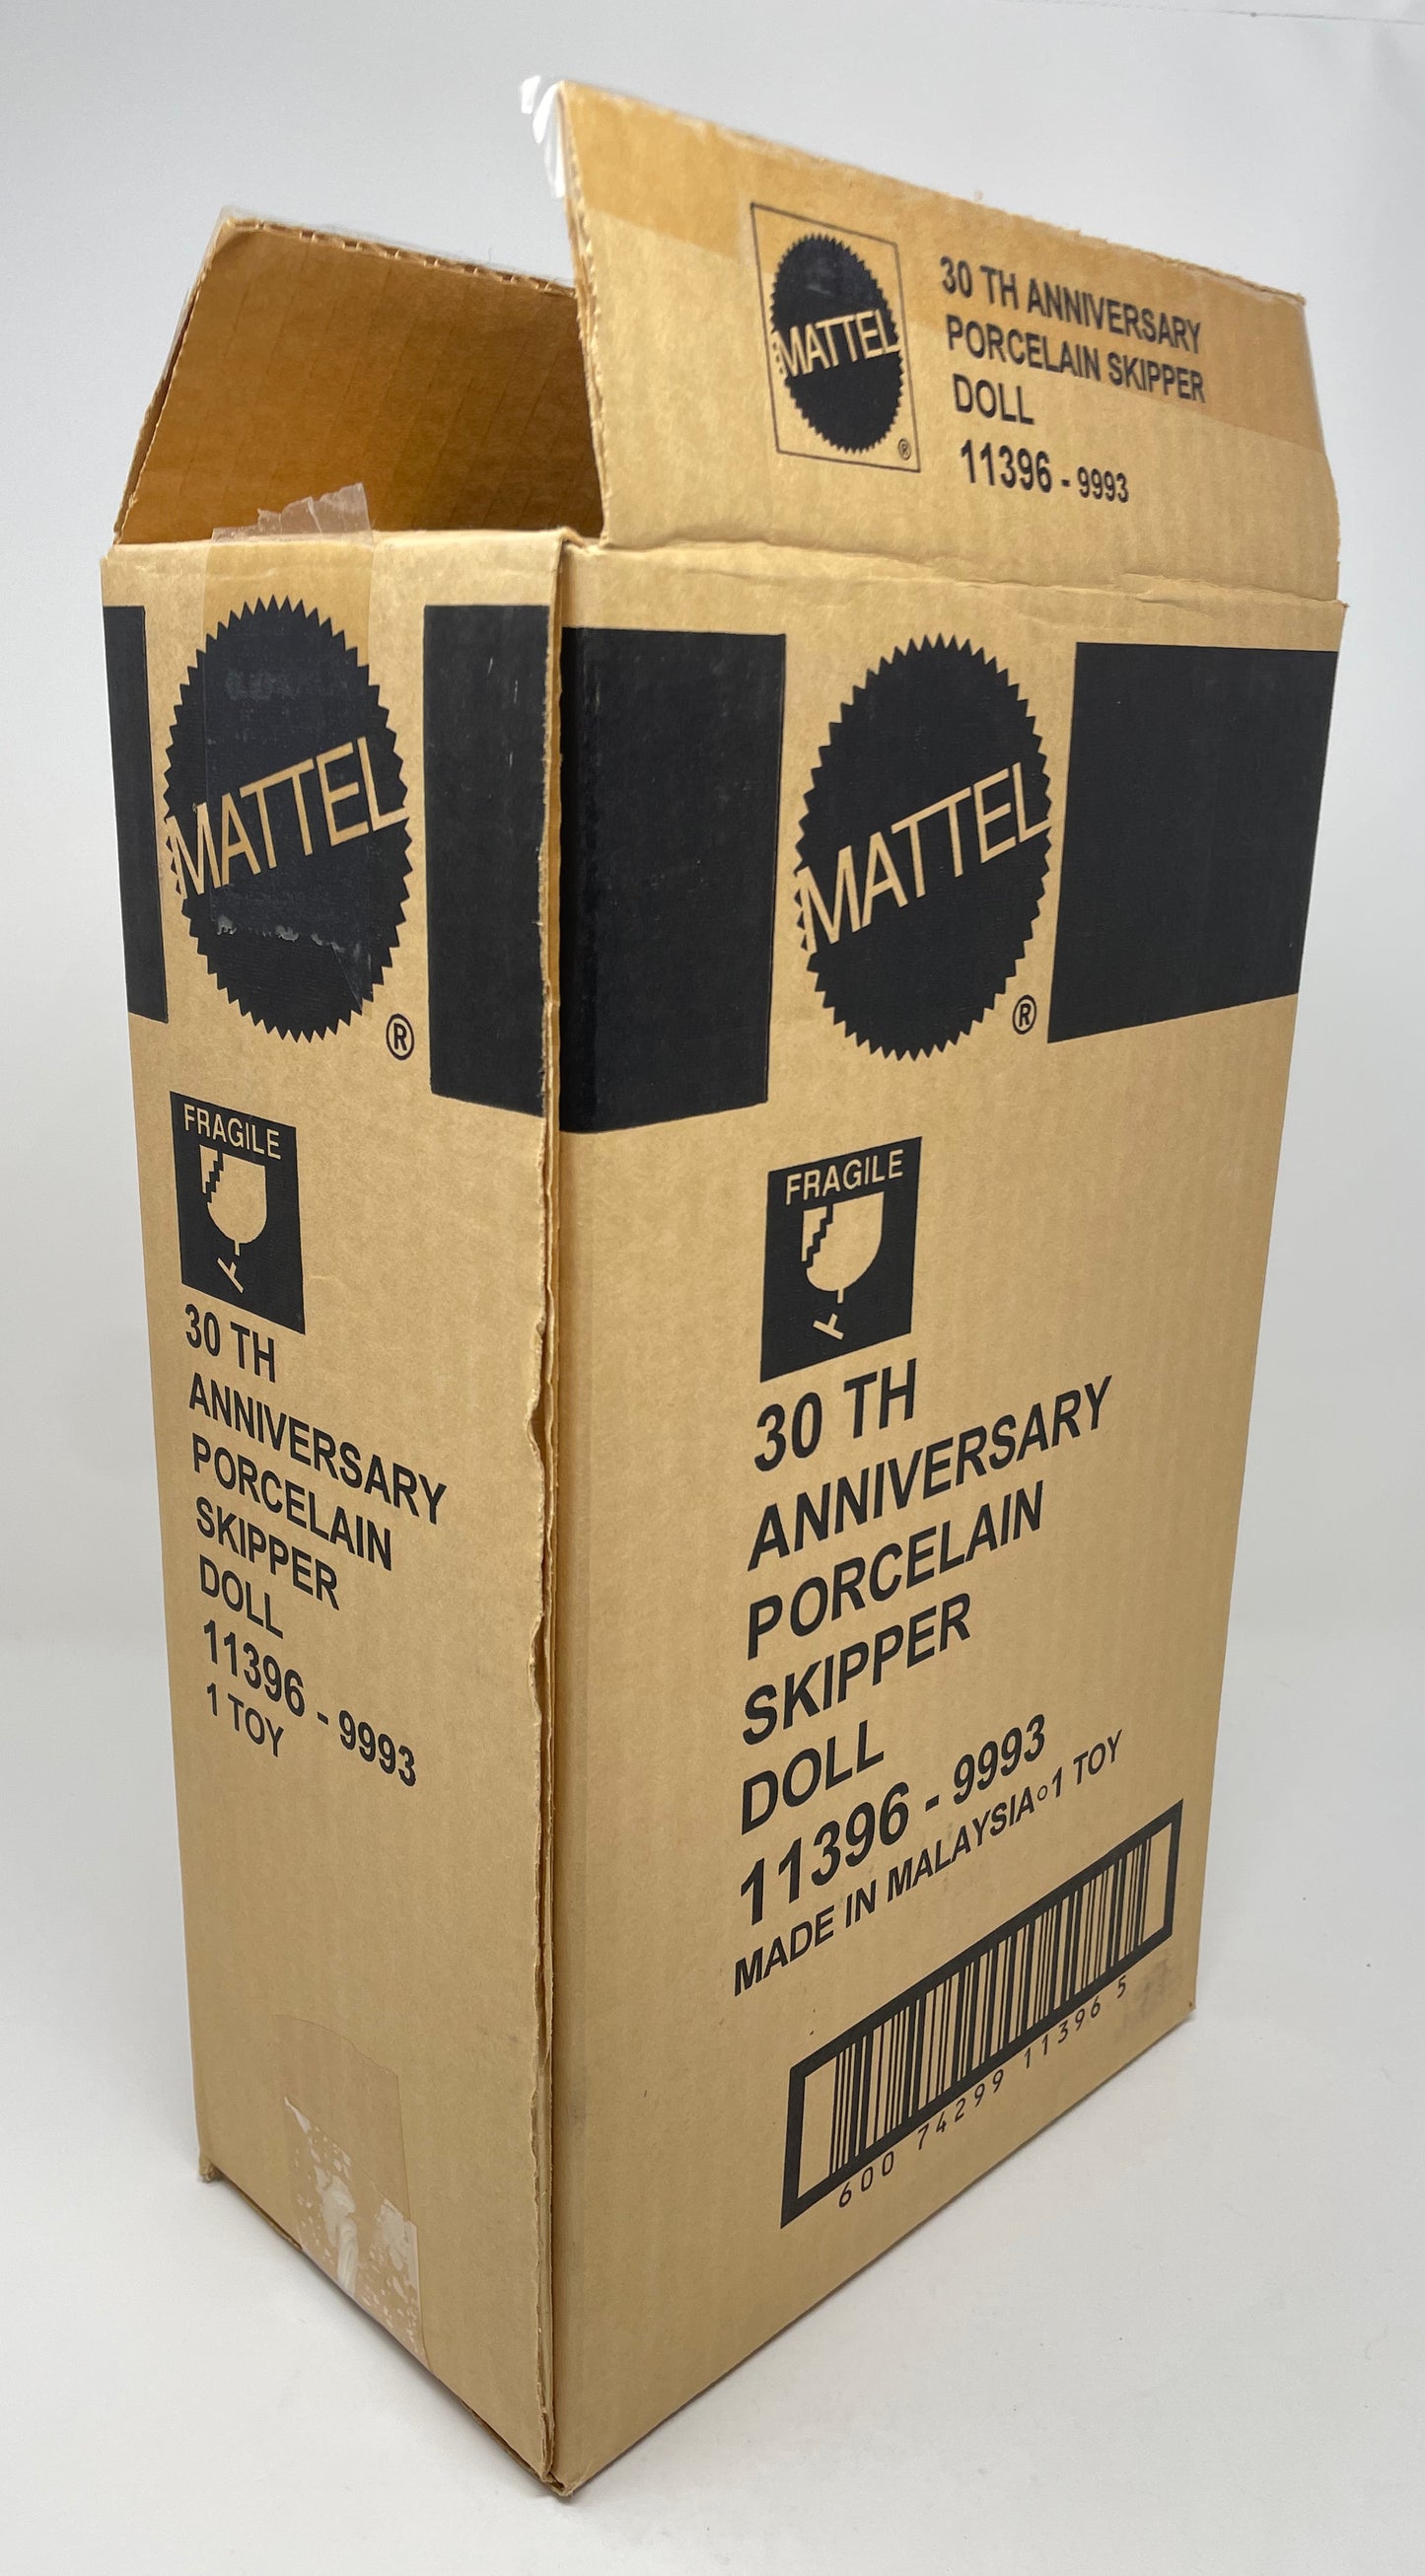 MATTEL
®
30 TH ANNIVERSARY
PORCELAIN SKIPPER
DOLL
11396 - 9993
MATTEL
®
FRAGILE
30 TH
ANNIVERSARY
PORCELAIN
SKIPPER
DOLL
11396 - 9993
1 TOY
MATTEL
®
FRAGILE
30 TH
ANNIVERSARY
PORCELAIN
SKIPPER
DOLL
11396 - 9993
MADE IN MALAYSIA◦1 TOY
600 74299 11396 5